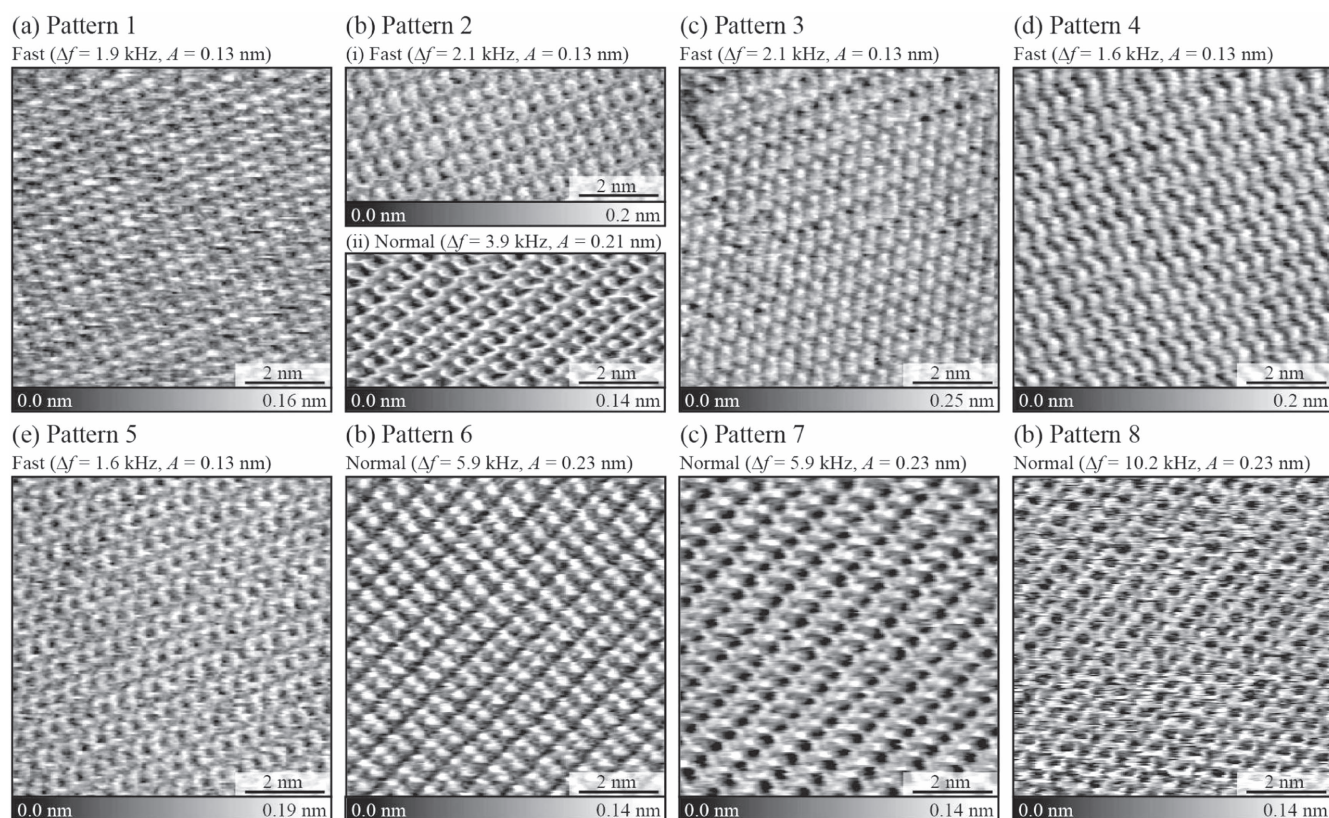 (a) Pattern 1
Fast (Δf = 1.9 kHz, A = 0.13 nm)
2 nm
0.0 nm 0.16 nm
(b) Pattern 2
(i) Fast (Δf = 2.1 kHz, A = 0.13 nm)
2 nm
0.0 nm 0.2 nm
(ii) Normal (Δf = 3.9 kHz, A = 0.21 nm)
2 nm
0.0 nm 0.14 nm
(c) Pattern 3
Fast (Δf = 2.1 kHz, A = 0.13 nm)
2 nm
0.0 nm 0.25 nm
(d) Pattern 4
Fast (Δf = 1.6 kHz, A = 0.13 nm)
2 nm
0.0 nm 0.2 nm
(e) Pattern 5
Fast (Δf = 1.6 kHz, A = 0.13 nm)
2 nm
0.0 nm 0.19 nm
(b) Pattern 6
Normal (Δf = 5.9 kHz, A = 0.23 nm)
2 nm
0.0 nm 0.14 nm
(c) Pattern 7
Normal (Δf = 5.9 kHz, A = 0.23 nm)
2 nm
0.0 nm 0.14 nm
(b) Pattern 8
Normal (Δf = 10.2 kHz, A = 0.23 nm)
2 nm
0.0 nm 0.14 nm